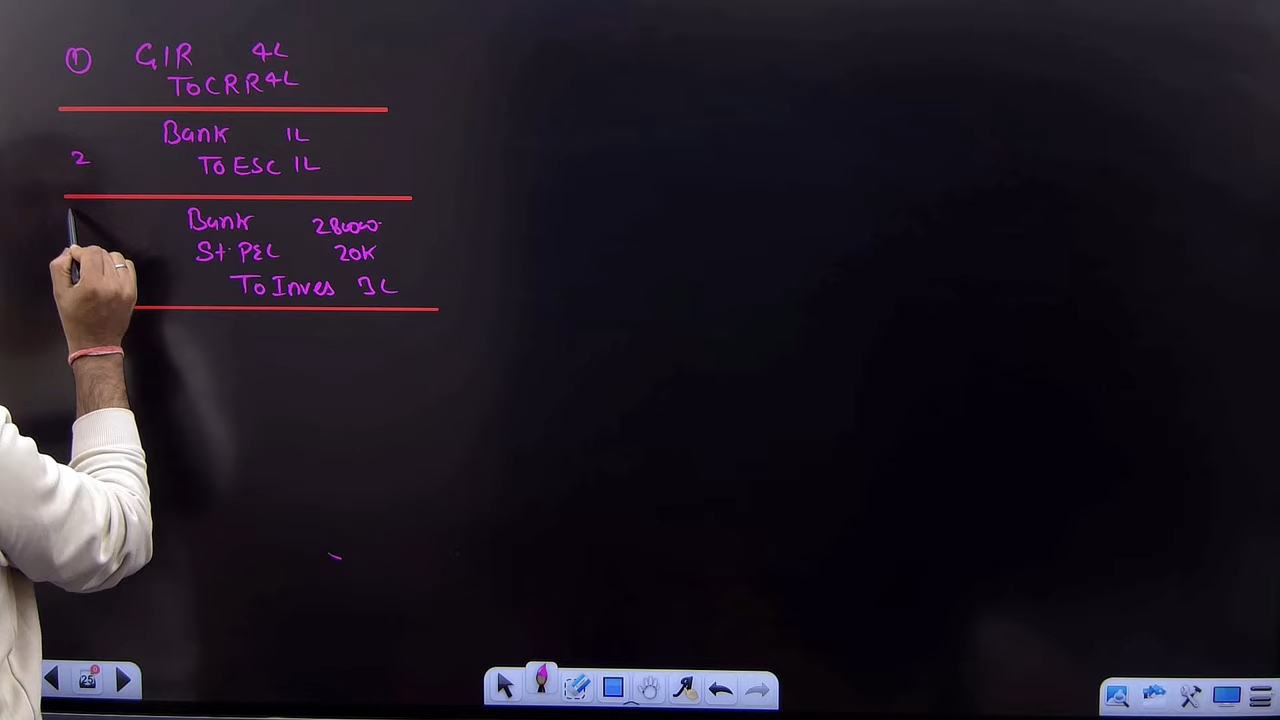 ① GIR 4L
To CRR 4L
Bank 1L
2 To ESC 1L
Bank 280000
St. P&L 20K
To Inves 3L
25